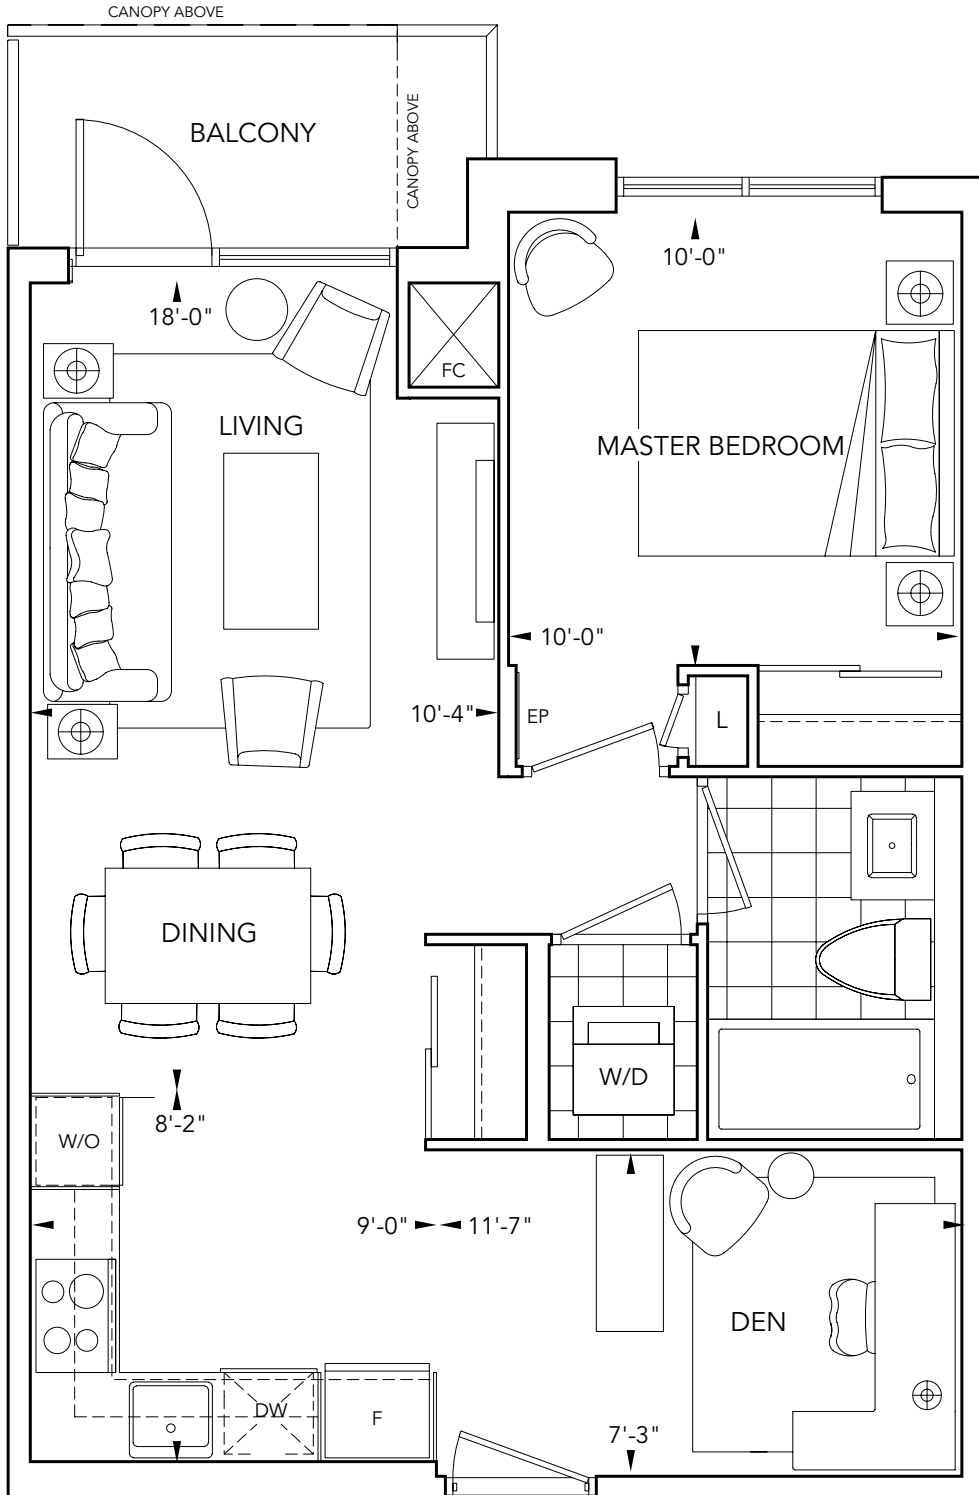 CANOPY ABOVE
BALCONY
CANOPY ABOVE
10'-0"
18'-0"
FC
LIVING
MASTER BEDROOM
10'-0"
10'-4"
EP
L
DINING
W/D
8'-2"
W/O
9'-0"
11'-7"
DEN
DW
F
7'-3"